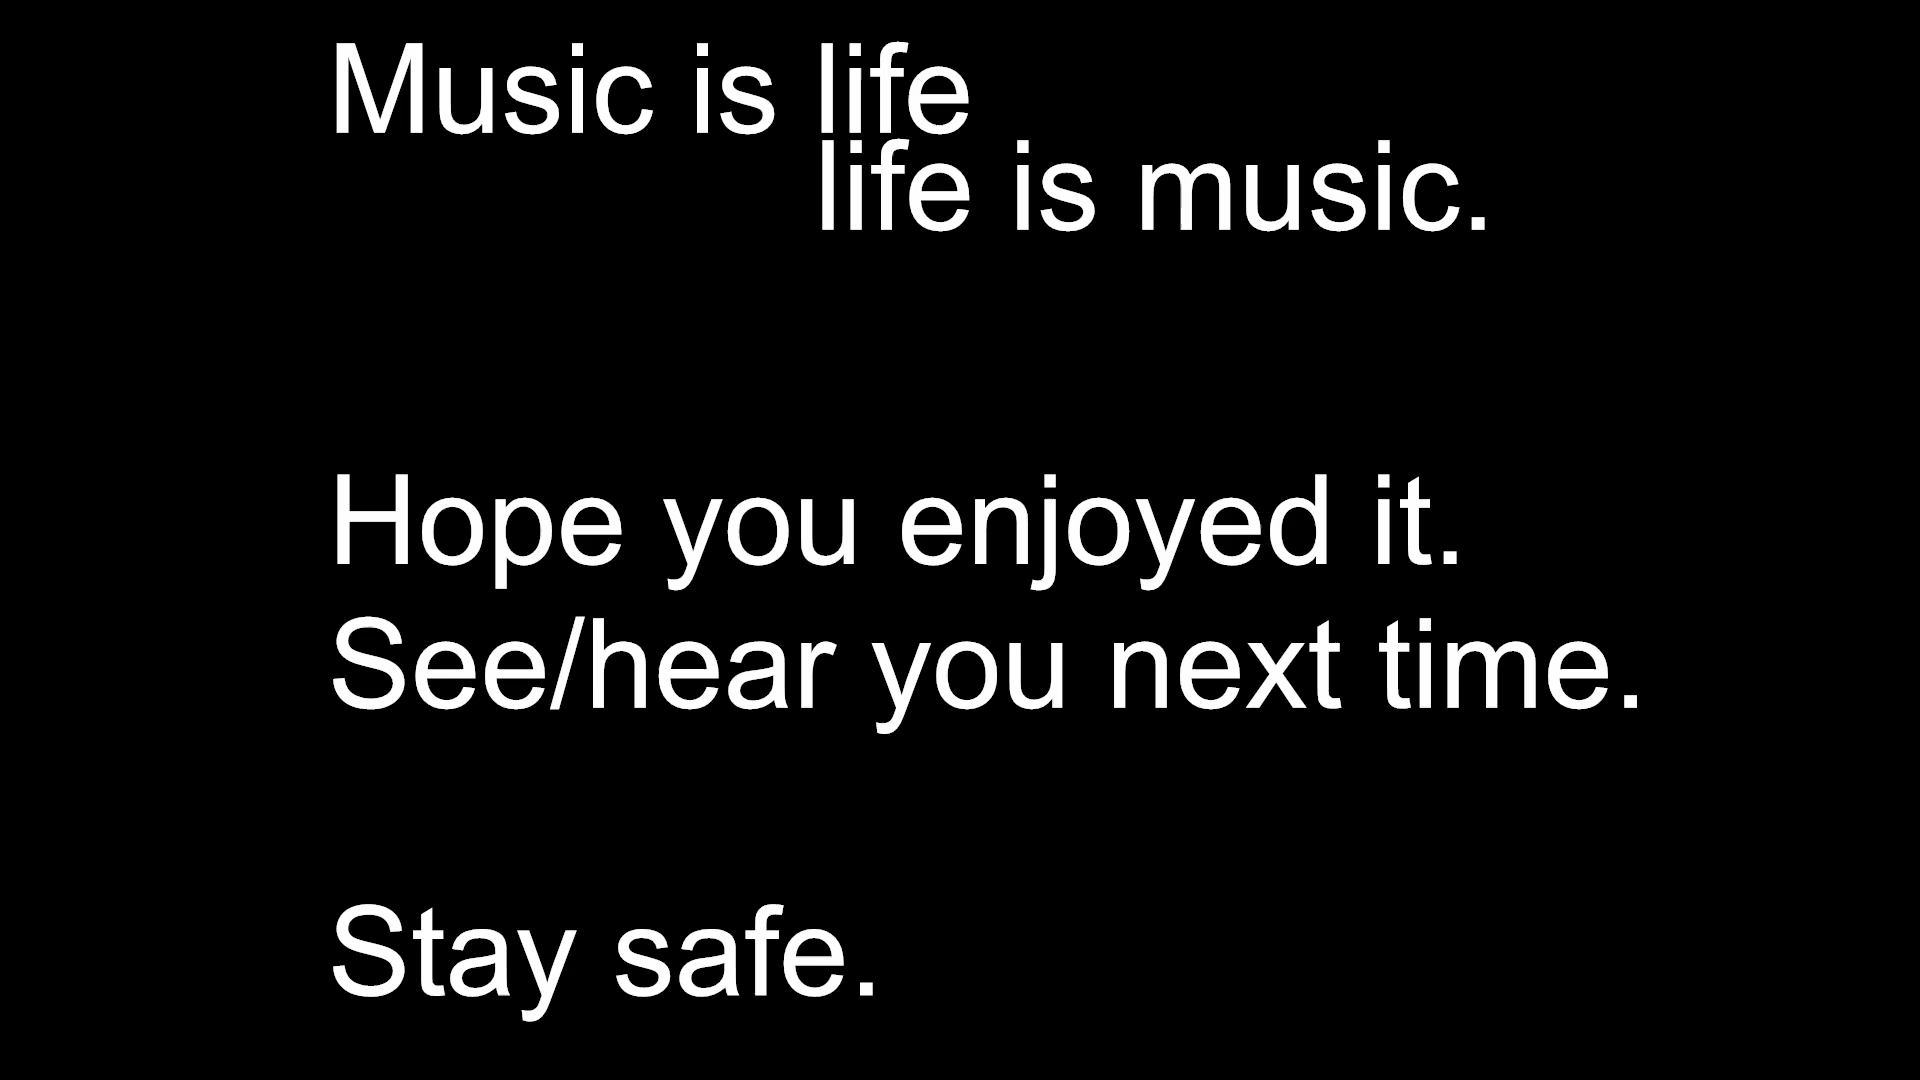 Music is life
life is music.
Hope you enjoyed it.
See/hear you next time.
Stay safe.